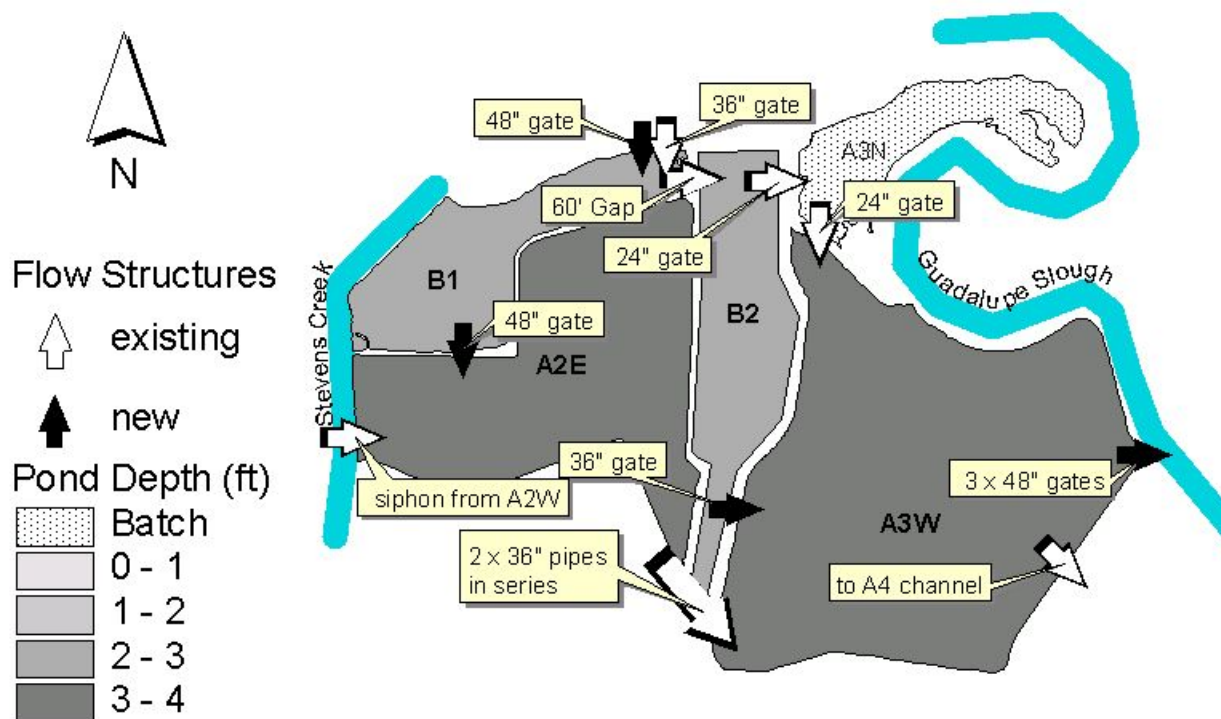 N
Flow Structures
existing
new
Pond Depth (ft)
Batch
0 - 1
1 - 2
2 - 3
3 - 4
48" gate
36" gate
A3N
60' Gap
24" gate
24" gate
Stevens Creek
B1
48" gate
A2E
B2
Guadalupe Slough
siphon from A2W
36" gate
3 x 48" gates
A3W
2 x 36" pipes
in series
to A4 channel